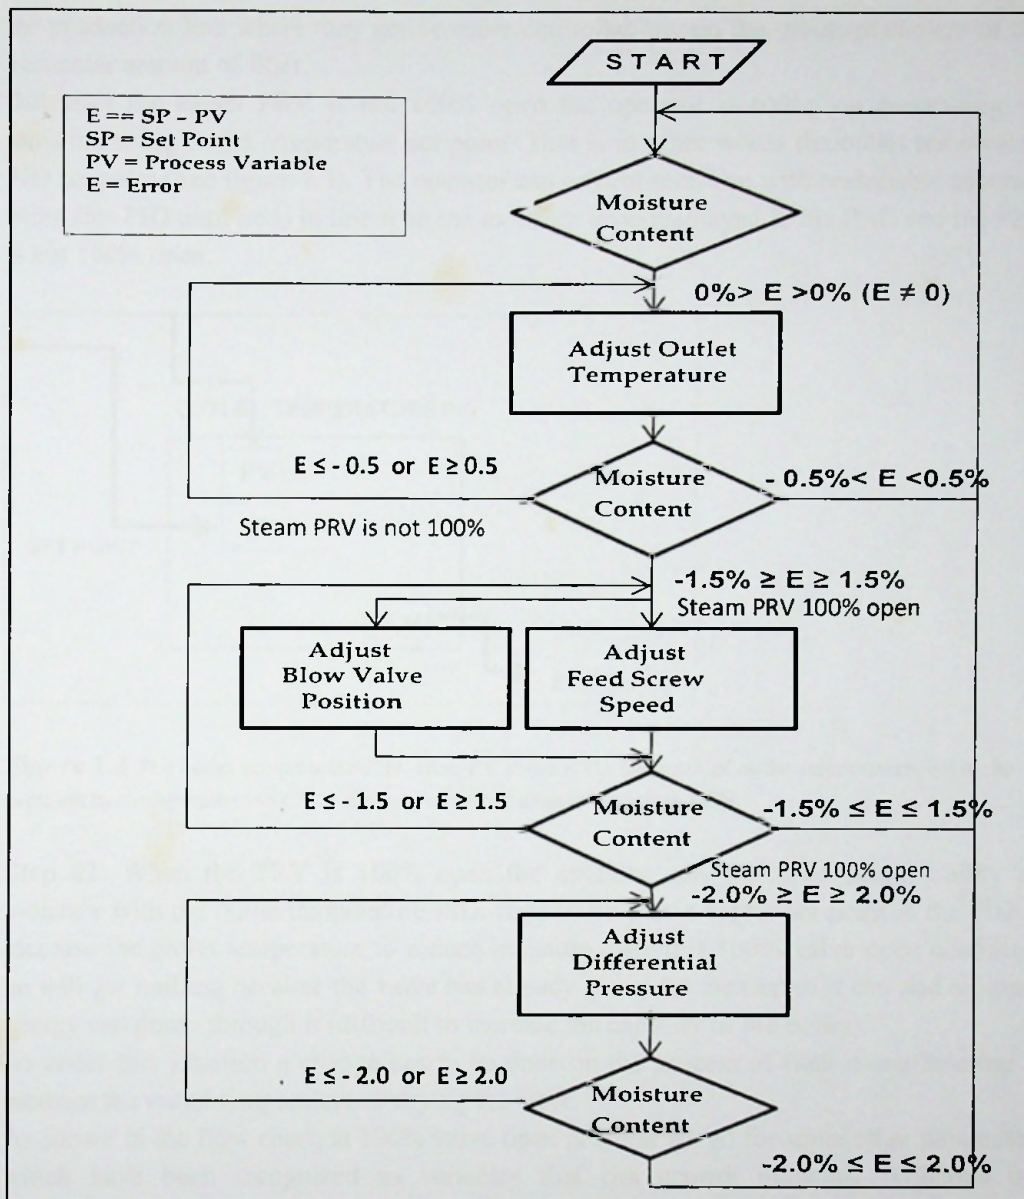 START
E == SP - PV
SP = Set Point
PV = Process Variable
E = Error
Moisture
Content
0%> E >0% (E ≠ 0)
Adjust Outlet
Temperature
E ≤ - 0.5 or E ≥ 0.5
Moisture
Content
- 0.5%< E <0.5%
Steam PRV is not 100%
-1.5% ≥ E ≥ 1.5%
Steam PRV 100% open
Adjust
Blow Valve
Position
Adjust
Feed Screw
Speed
E ≤ - 1.5 or E ≥ 1.5
Moisture
Content
-1.5% ≤ E ≤ 1.5%
Steam PRV 100% open
-2.0% ≥ E ≥ 2.0%
Adjust
Differential
Pressure
E ≤ - 2.0 or E ≥ 2.0
Moisture
Content
-2.0% ≤ E ≤ 2.0%